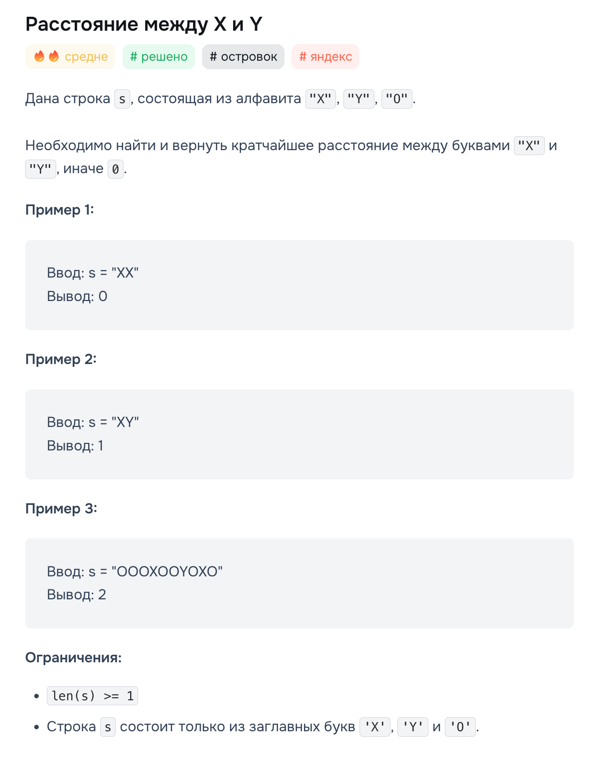 Расстояние между X и Y
🔥🔥 средне # решено # островок # яндекс
Дана строка s, состоящая из алфавита "X", "Y", "O".
Необходимо найти и вернуть кратчайшее расстояние между буквами "X" и
"Y", иначе 0.
Пример 1:
Ввод: s = "XX"
Вывод: 0
Пример 2:
Ввод: s = "XY"
Вывод: 1
Пример 3:
Ввод: s = "OOOXOOYOXO"
Вывод: 2
Ограничения:
• len(s) >= 1
• Строка s состоит только из заглавных букв 'X', 'Y' и 'O'.